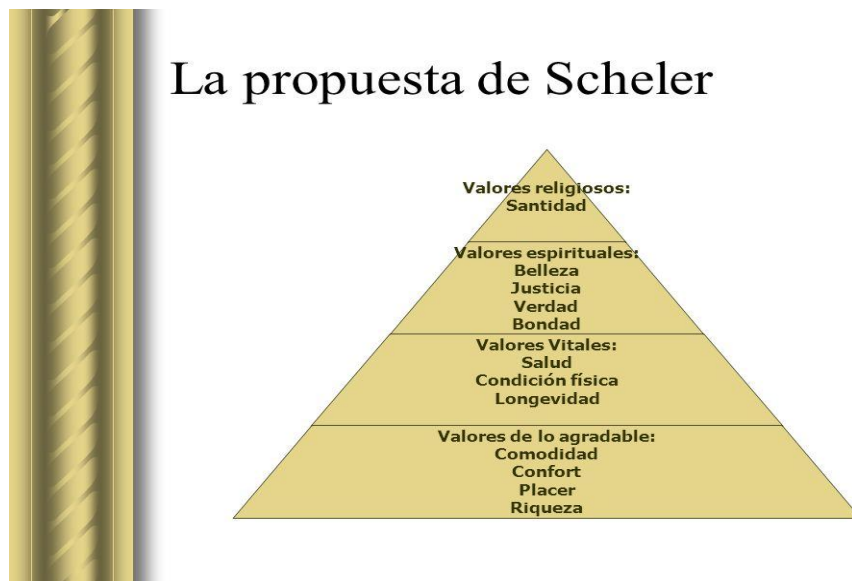 La propuesta de Scheler
Valores religiosos:
Santidad
Valores espirituales:
Belleza
Justicia
Verdad
Bondad
Valores Vitales:
Salud
Condición física
Longevidad
Valores de lo agradable:
Comodidad
Confort
Placer
Riqueza